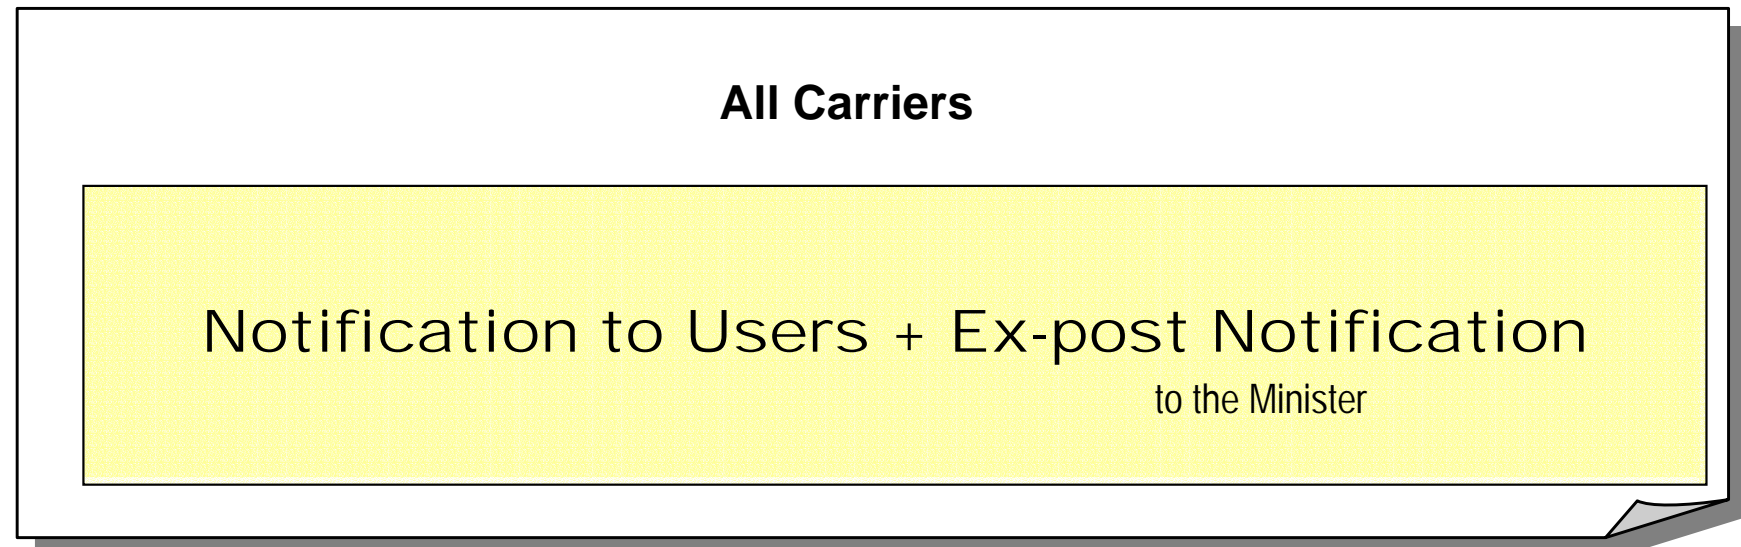 All Carriers
Notification to Users + Ex-post Notification
to the Minister